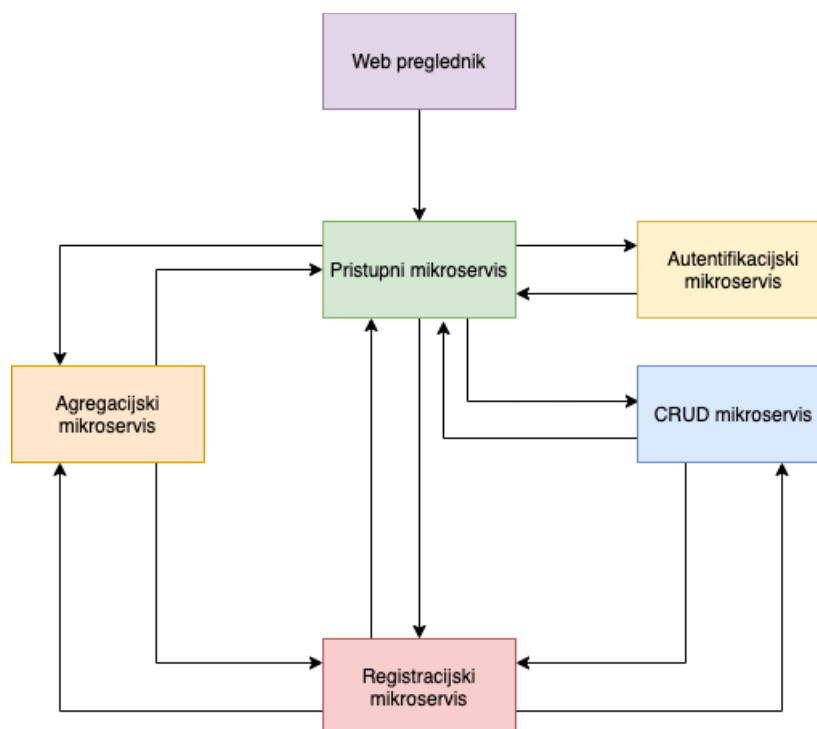 Web preglednik
Pristupni mikroservis
Autentifikacijski
mikroservis
Agregacijski
mikroservis
CRUD mikroservis
Registracijski
mikroservis